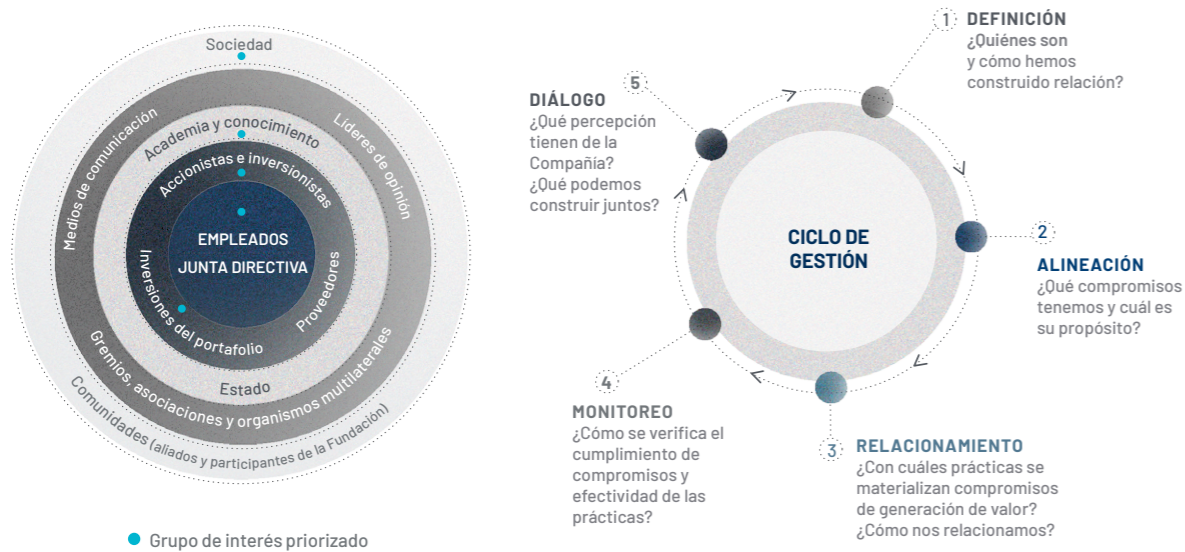 Sociedad
Medios de comunicación
Líderes de opinión
Academia y conocimiento
Accionistas e inversionistas
EMPLEADOS
JUNTA DIRECTIVA
Inversiones del portafolio
Proveedores
Estado
Gremios, asociaciones y organismos multilaterales
Comunidades (aliados y participantes de la Fundación)
Grupo de interés priorizado
CICLO DE
GESTIÓN
1
DEFINICIÓN
¿Quiénes son
y cómo hemos
construido relación?
2
ALINEACIÓN
¿Qué compromisos
tenemos y cuál es
su propósito?
3
RELACIONAMIENTO
¿Con cuáles prácticas se
materializan compromisos
de generación de valor?
¿Cómo nos relacionamos?
4
MONITOREO
¿Cómo se verifica el
cumplimiento de
compromisos y
efectividad de las
prácticas?
5
DIÁLOGO
¿Qué percepción
tienen de la
Compañía?
¿Qué podemos
construir juntos?